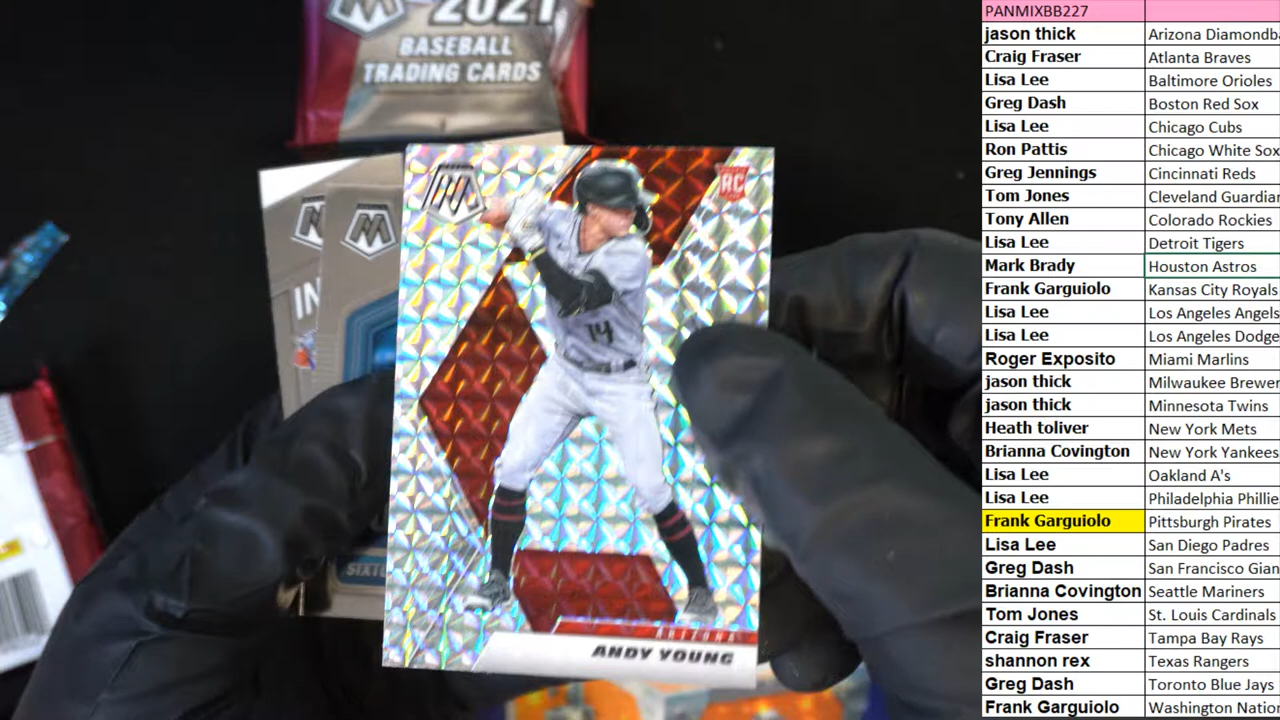 2021
BASEBALL
TRADING CARDS
RC
IN
14
SIXTO
ARIZONA
ANDY YOUNG
PANMIXBB227
jason thick Arizona Diamondba
Craig Fraser Atlanta Braves
Lisa Lee Baltimore Orioles
Greg Dash Boston Red Sox
Lisa Lee Chicago Cubs
Ron Pattis Chicago White Sox
Greg Jennings Cincinnati Reds
Tom Jones Cleveland Guardian
Tony Allen Colorado Rockies
Lisa Lee Detroit Tigers
Mark Brady Houston Astros
Frank Garguiolo Kansas City Royals
Lisa Lee Los Angeles Angels
Lisa Lee Los Angeles Dodge
Roger Exposito Miami Marlins
jason thick Milwaukee Brewer
jason thick Minnesota Twins
Heath toliver New York Mets
Brianna Covington New York Yankees
Lisa Lee Oakland A's
Lisa Lee Philadelphia Phillie
Frank Garguiolo Pittsburgh Pirates
Lisa Lee San Diego Padres
Greg Dash San Francisco Gian
Brianna Covington Seattle Mariners
Tom Jones St. Louis Cardinals
Craig Fraser Tampa Bay Rays
shannon rex Texas Rangers
Greg Dash Toronto Blue Jays
Frank Garguiolo Washington Natio